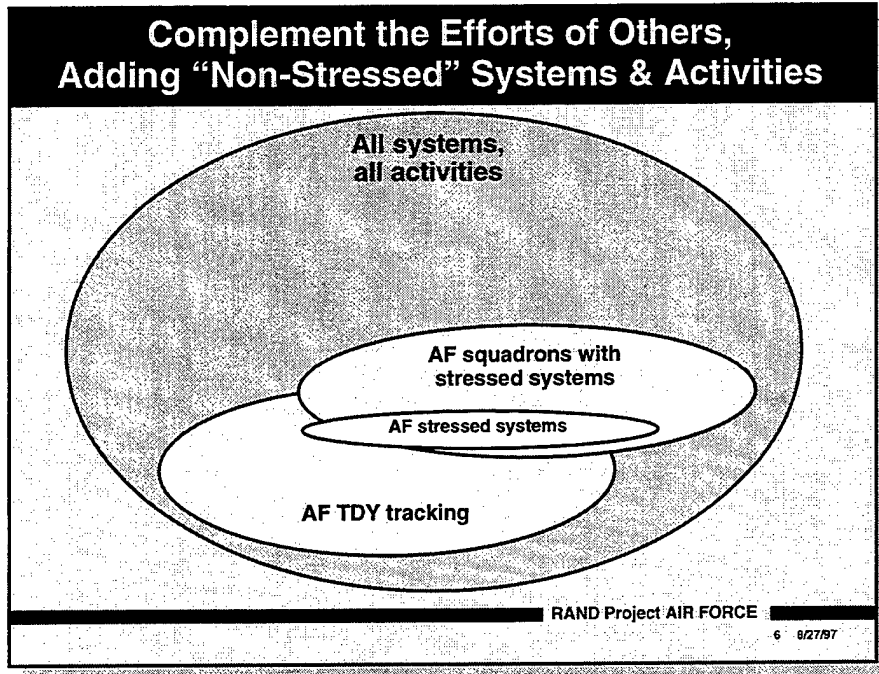 Complement the Efforts of Others,
Adding “Non-Stressed” Systems & Activities
All systems,
all activities
AF squadrons with
stressed systems
AF stressed systems
AF TDY tracking
RAND Project AIR FORCE
6 8/27/97